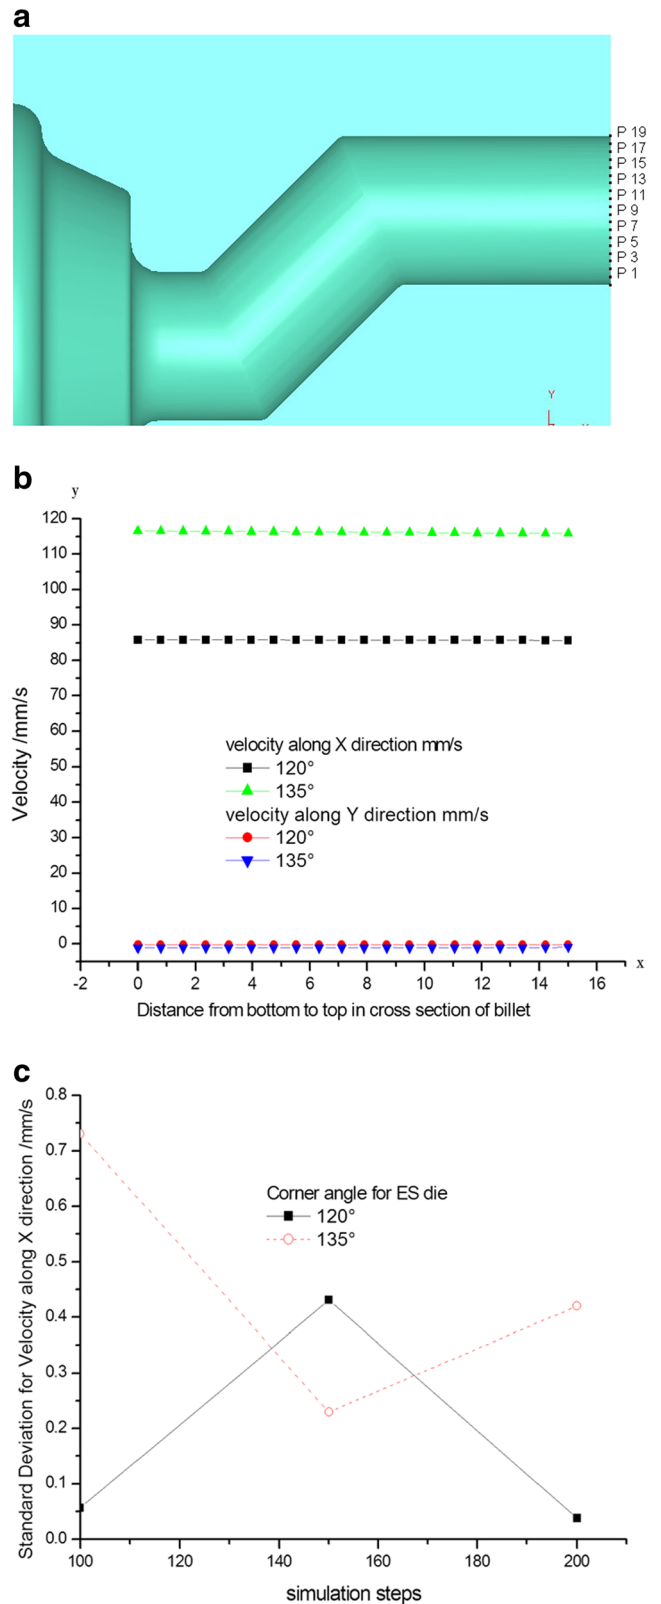 a
P 19
P 17
P 15
P 13
P 11
P 9
P 7
P 5
P 3
P 1
Y
b
y
120
110
100
90
80
70
60
50
40
30
20
10
0
Velocity /mm/s
velocity along X direction mm/s
120°
135°
velocity along Y direction mm/s
120°
135°
-2
0
2
4
6
8
10
12
14
16
x
Distance from bottom to top in cross section of billet
c
0.8
0.7
0.6
0.5
0.4
0.3
0.2
0.1
0.0
Standard Deviation for Velocity along X direction /mm/s
Corner angle for ES die
120°
135°
100
120
140
160
180
200
simulation steps